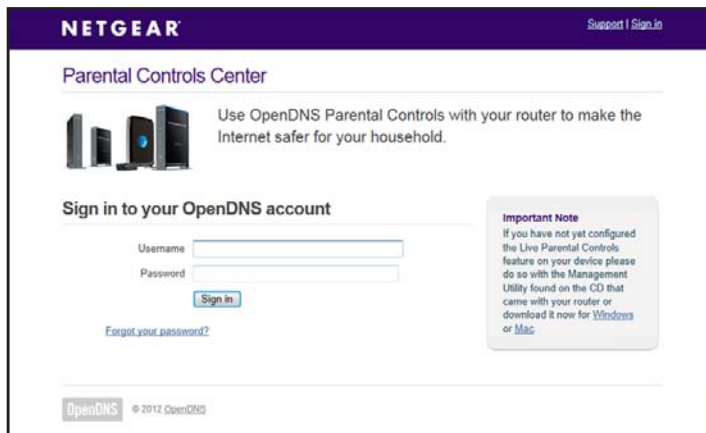 NETGEAR
Support | Sign in
Parental Controls Center
Use OpenDNS Parental Controls with your router to make the
Internet safer for your household.
Sign in to your OpenDNS account
Username
Password
Sign in
Forgot your password?
Important Note
If you have not yet configured
the Live Parental Controls
feature on your device please
do so with the Management
Utility found on the CD that
came with your router or
download it now for Windows
or Mac.
OpenDNS © 2012 OpenDNS